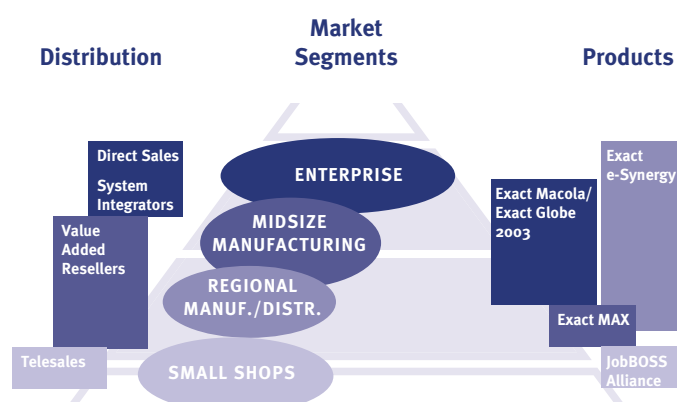 Distribution
Market
Segments
Products
Direct Sales
System
Integrators
Value
Added
Resellers
Telesales
ENTERPRISE
MIDSIZE
MANUFACTURING
REGIONAL
MANUF./DISTR.
SMALL SHOPS
Exact Macola/
Exact Globe
2003
Exact
e-Synergy
Exact MAX
JobBOSS
Alliance